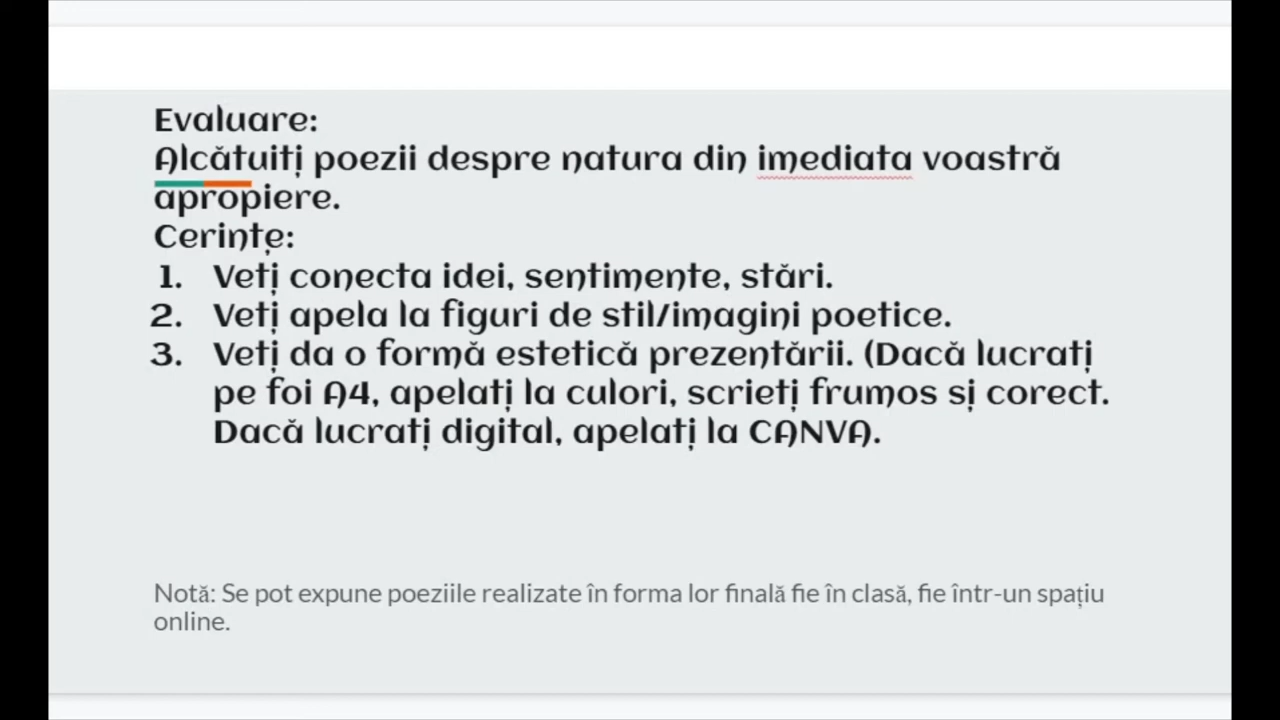 Evaluare:
Alcătuiți poezii despre natura din imediata voastră
apropiere.
Cerințe:
1. Veți conecta idei, sentimente, stări.
2. Veți apela la figuri de stil/imagini poetice.
3. Veți da o formă estetică prezentării. (Dacă lucrați
pe foi A4, apelați la culori, scrieți frumos și corect.
Dacă lucrați digital, apelați la CANVA.
Notă: Se pot expune poeziile realizate în forma lor finală fie în clasă, fie într-un spațiu
online.